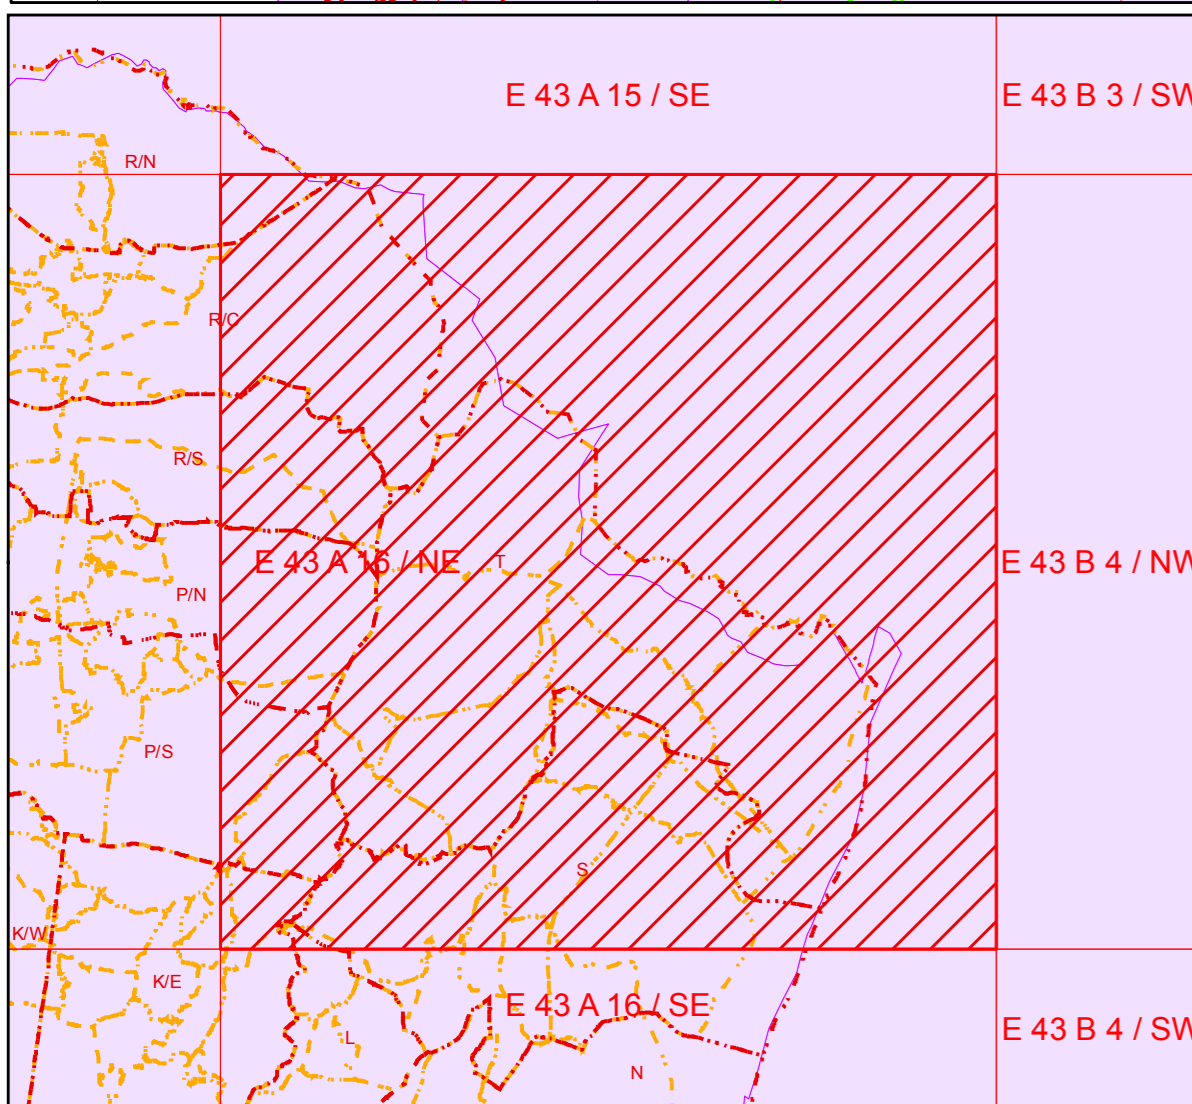 E 43 A 15 / SE
E 43 B 3 / SW
R/N
R/C
R/S
E 43 A 16 / NE
T
E 43 B 4 / NW
P/N
P/S
S
K/W
K/E
E 43 A 16 / SE
E 43 B 4 / SW
L
N